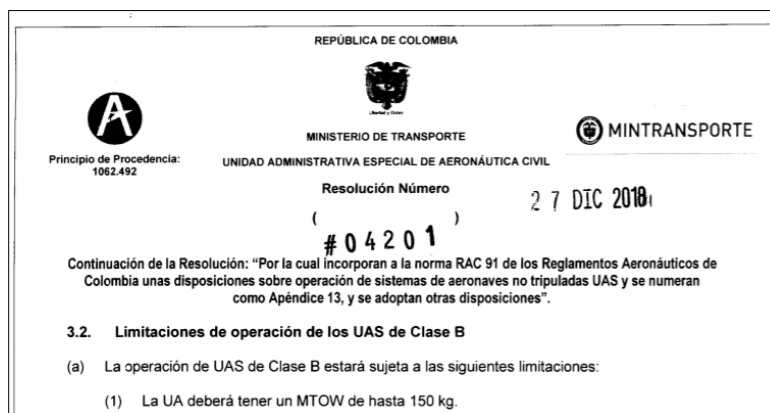 REPÚBLICA DE COLOMBIA
Libertad y Orden
MINISTERIO DE TRANSPORTE
MINTRANSPORTE
Principio de Procedencia:
1062.492
UNIDAD ADMINISTRATIVA ESPECIAL DE AERONÁUTICA CIVIL
Resolución Número
27 DIC 2018
( )
#04201
Continuación de la Resolución: “Por la cual incorporan a la norma RAC 91 de los Reglamentos Aeronáuticos de
Colombia unas disposiciones sobre operación de sistemas de aeronaves no tripuladas UAS y se numeran
como Apéndice 13, y se adoptan otras disposiciones”.
3.2. Limitaciones de operación de los UAS de Clase B
(a) La operación de UAS de Clase B estará sujeta a las siguientes limitaciones:
(1) La UA deberá tener un MTOW de hasta 150 kg.